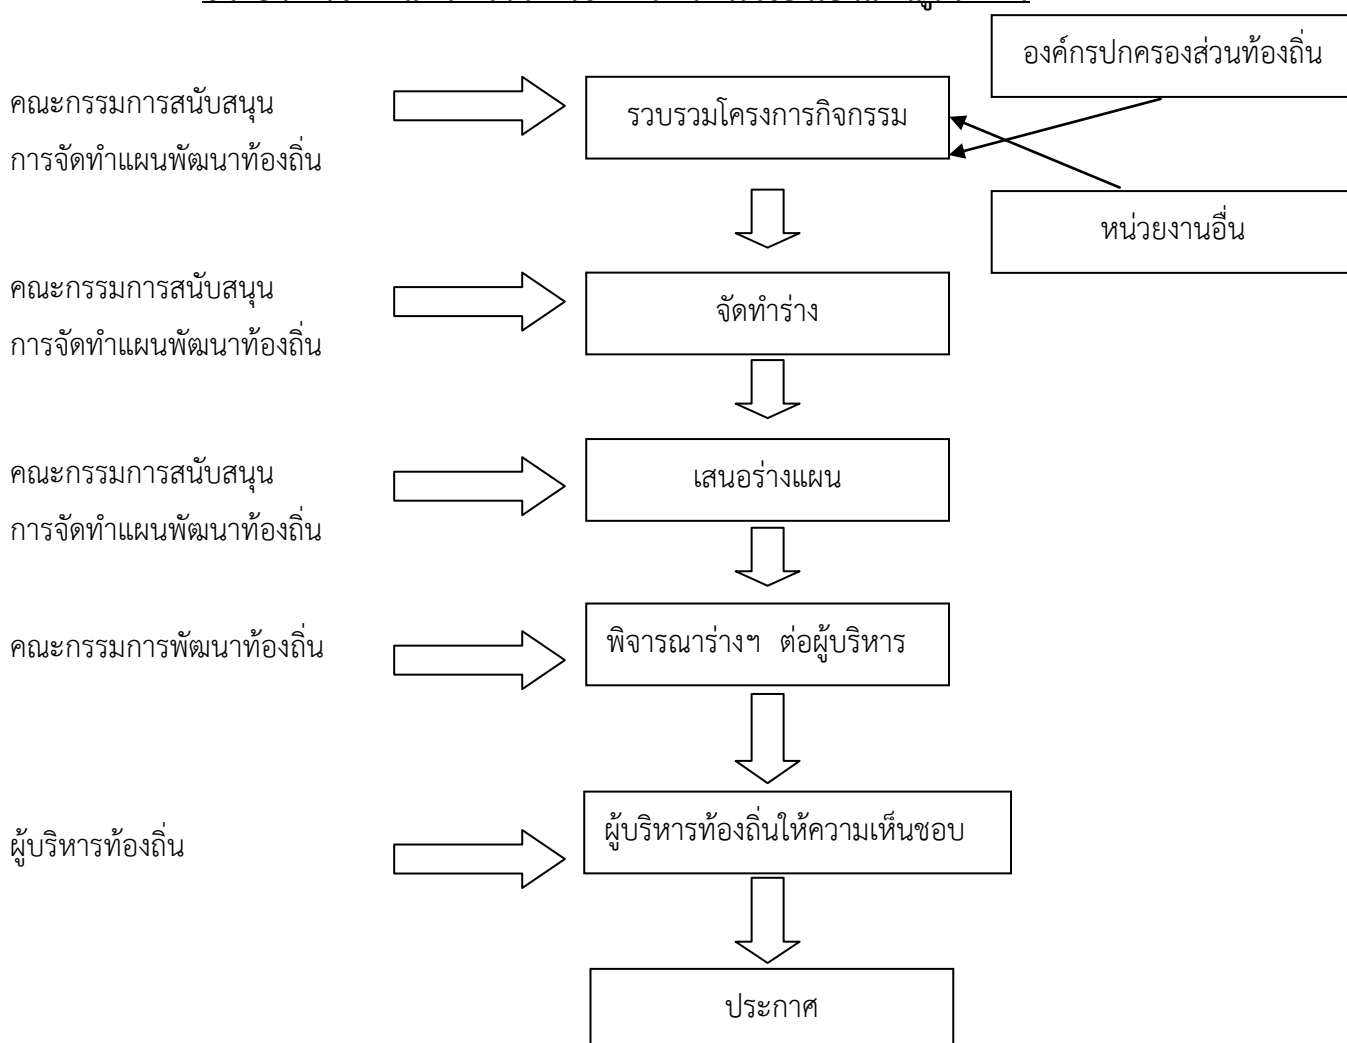 องค์กรปกครองส่วนท้องถิ่น
คณะกรรมการสนับสนุน
การจัดทำแผนพัฒนาท้องถิ่น
รวบรวมโครงการกิจกรรม
หน่วยงานอื่น
คณะกรรมการสนับสนุน
การจัดทำแผนพัฒนาท้องถิ่น
จัดทำร่าง
คณะกรรมการสนับสนุน
การจัดทำแผนพัฒนาท้องถิ่น
เสนอร่างแผน
คณะกรรมการพัฒนาท้องถิ่น
พิจารณาร่างฯ ต่อผู้บริหาร
ผู้บริหารท้องถิ่น
ผู้บริหารท้องถิ่นให้ความเห็นชอบ
ประกาศ